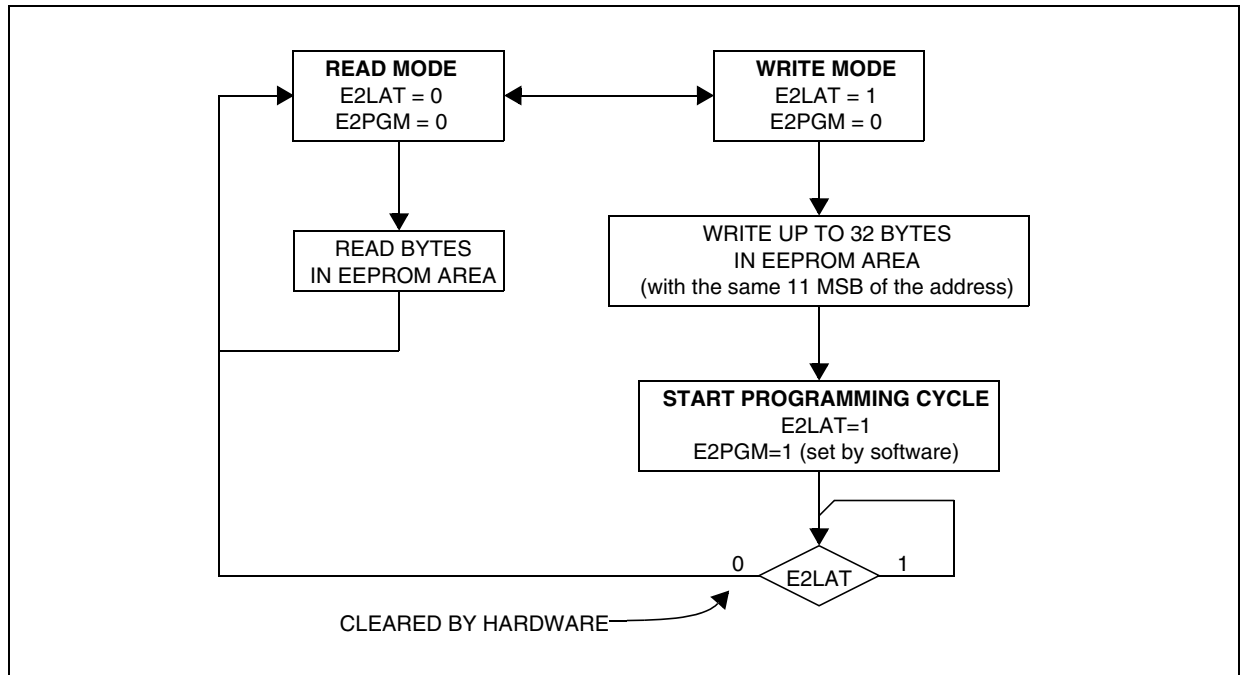 READ MODE
E2LAT = 0
E2PGM = 0
WRITE MODE
E2LAT = 1
E2PGM = 0
READ BYTES
IN EEPROM AREA
WRITE UP TO 32 BYTES
IN EEPROM AREA
(with the same 11 MSB of the address)
START PROGRAMMING CYCLE
E2LAT=1
E2PGM=1 (set by software)
0
E2LAT
1
CLEARED BY HARDWARE